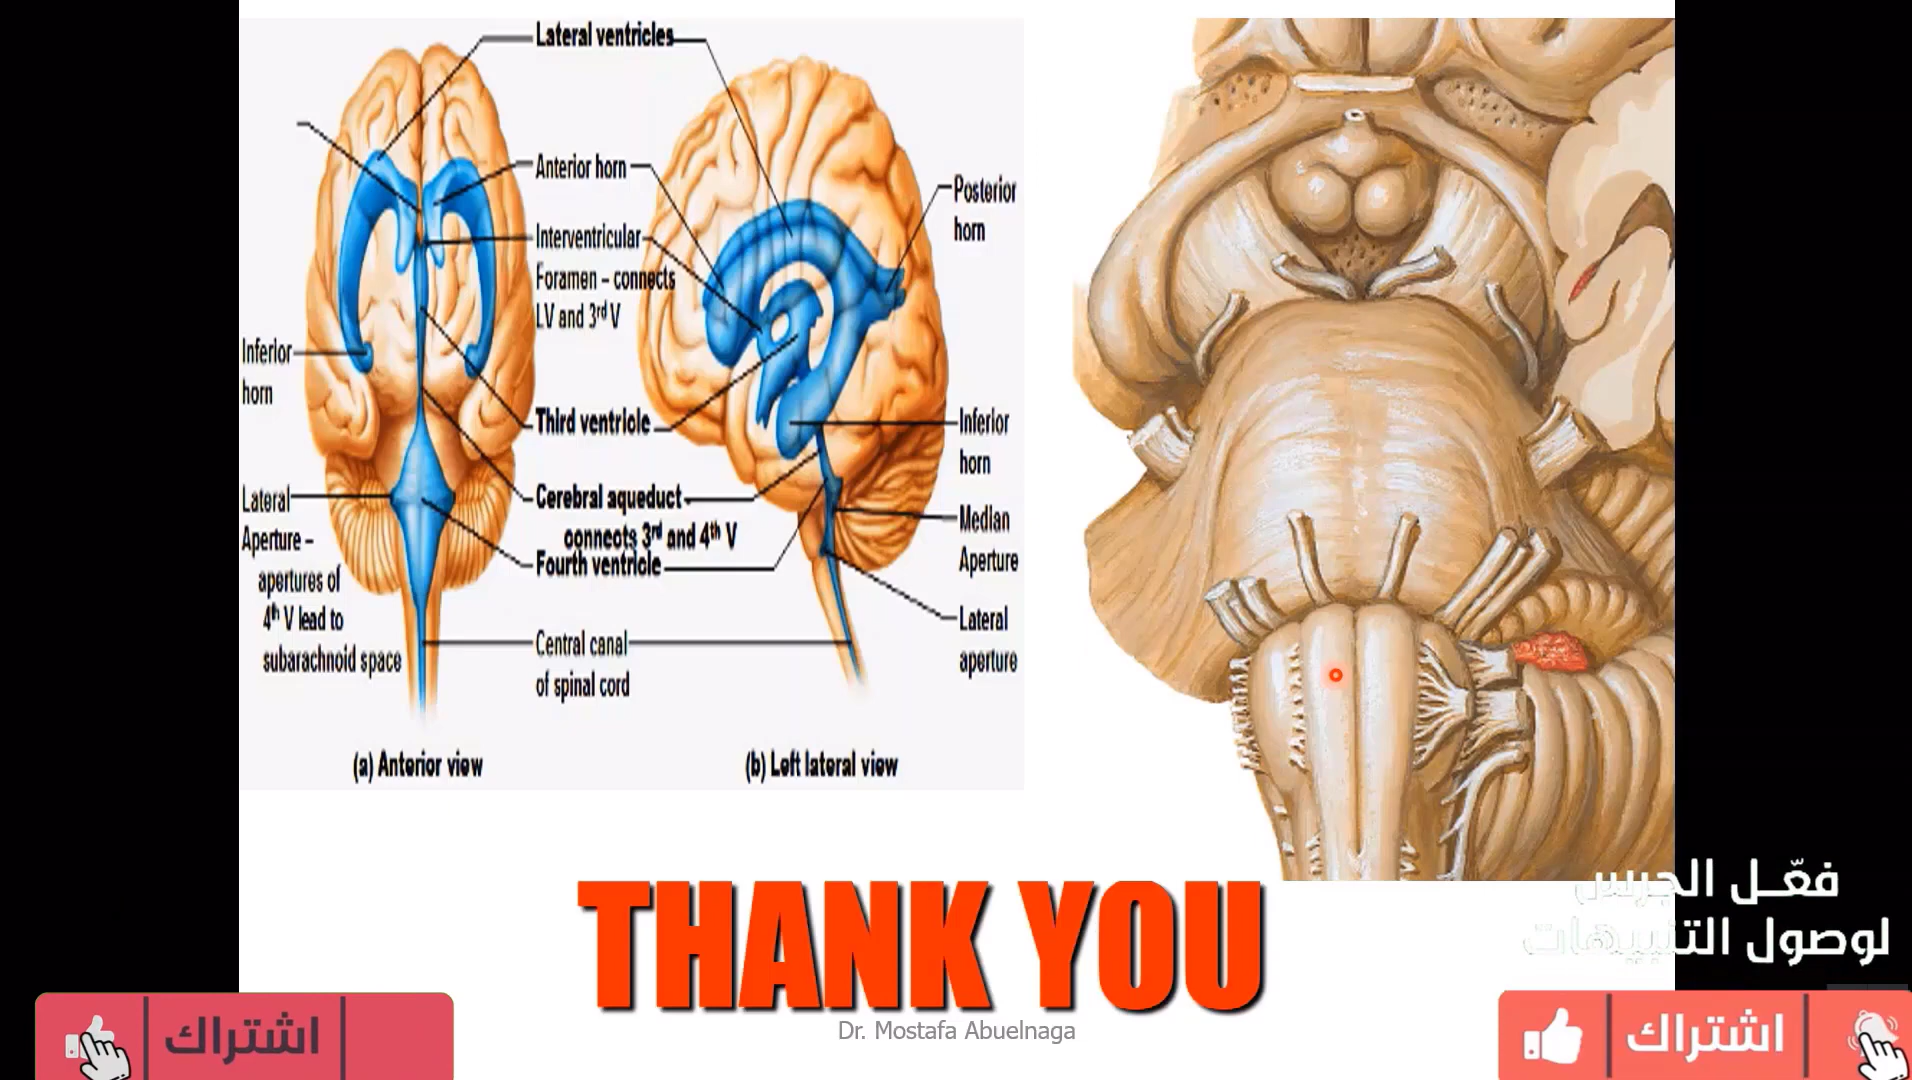 Lateral ventricles
Anterior horn
Interventricular
Foramen – connects
LV and 3rd V
Inferior
horn
Third ventricle
Lateral
Aperture –
apertures of
4th V lead to
subarachnoid space
Cerebral aqueduct
connects 3rd and 4th V
Fourth ventricle
Central canal
of spinal cord
Posterior
horn
Inferior
horn
Median
Aperture
Lateral
aperture
(a) Anterior view
(b) Left lateral view
THANK YOU
Dr. Mostafa Abuelnaga
فعّـل الجرس
لوصول التنبيهات
اشتراك
اشتراك